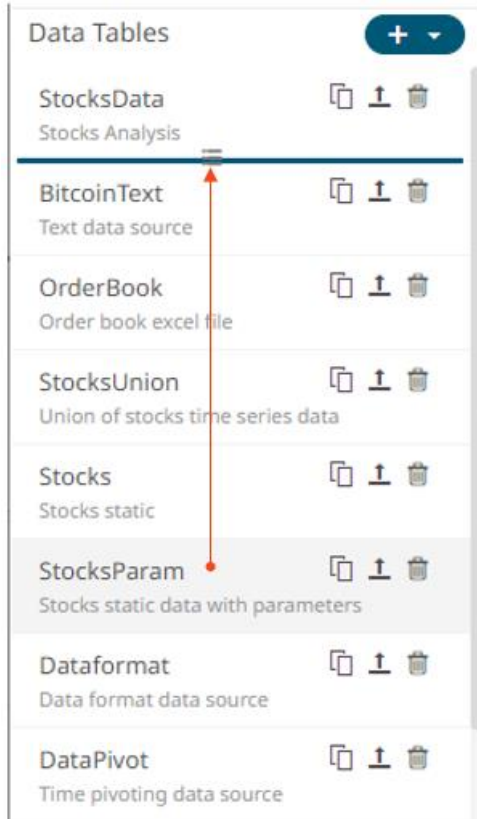 Data Tables
StocksData
Stocks Analysis
BitcoinText
Text data source
OrderBook
Order book excel file
StocksUnion
Union of stocks time series data
Stocks
Stocks static
StocksParam
Stocks static data with parameters
Dataformat
Data format data source
DataPivot
Time pivoting data source